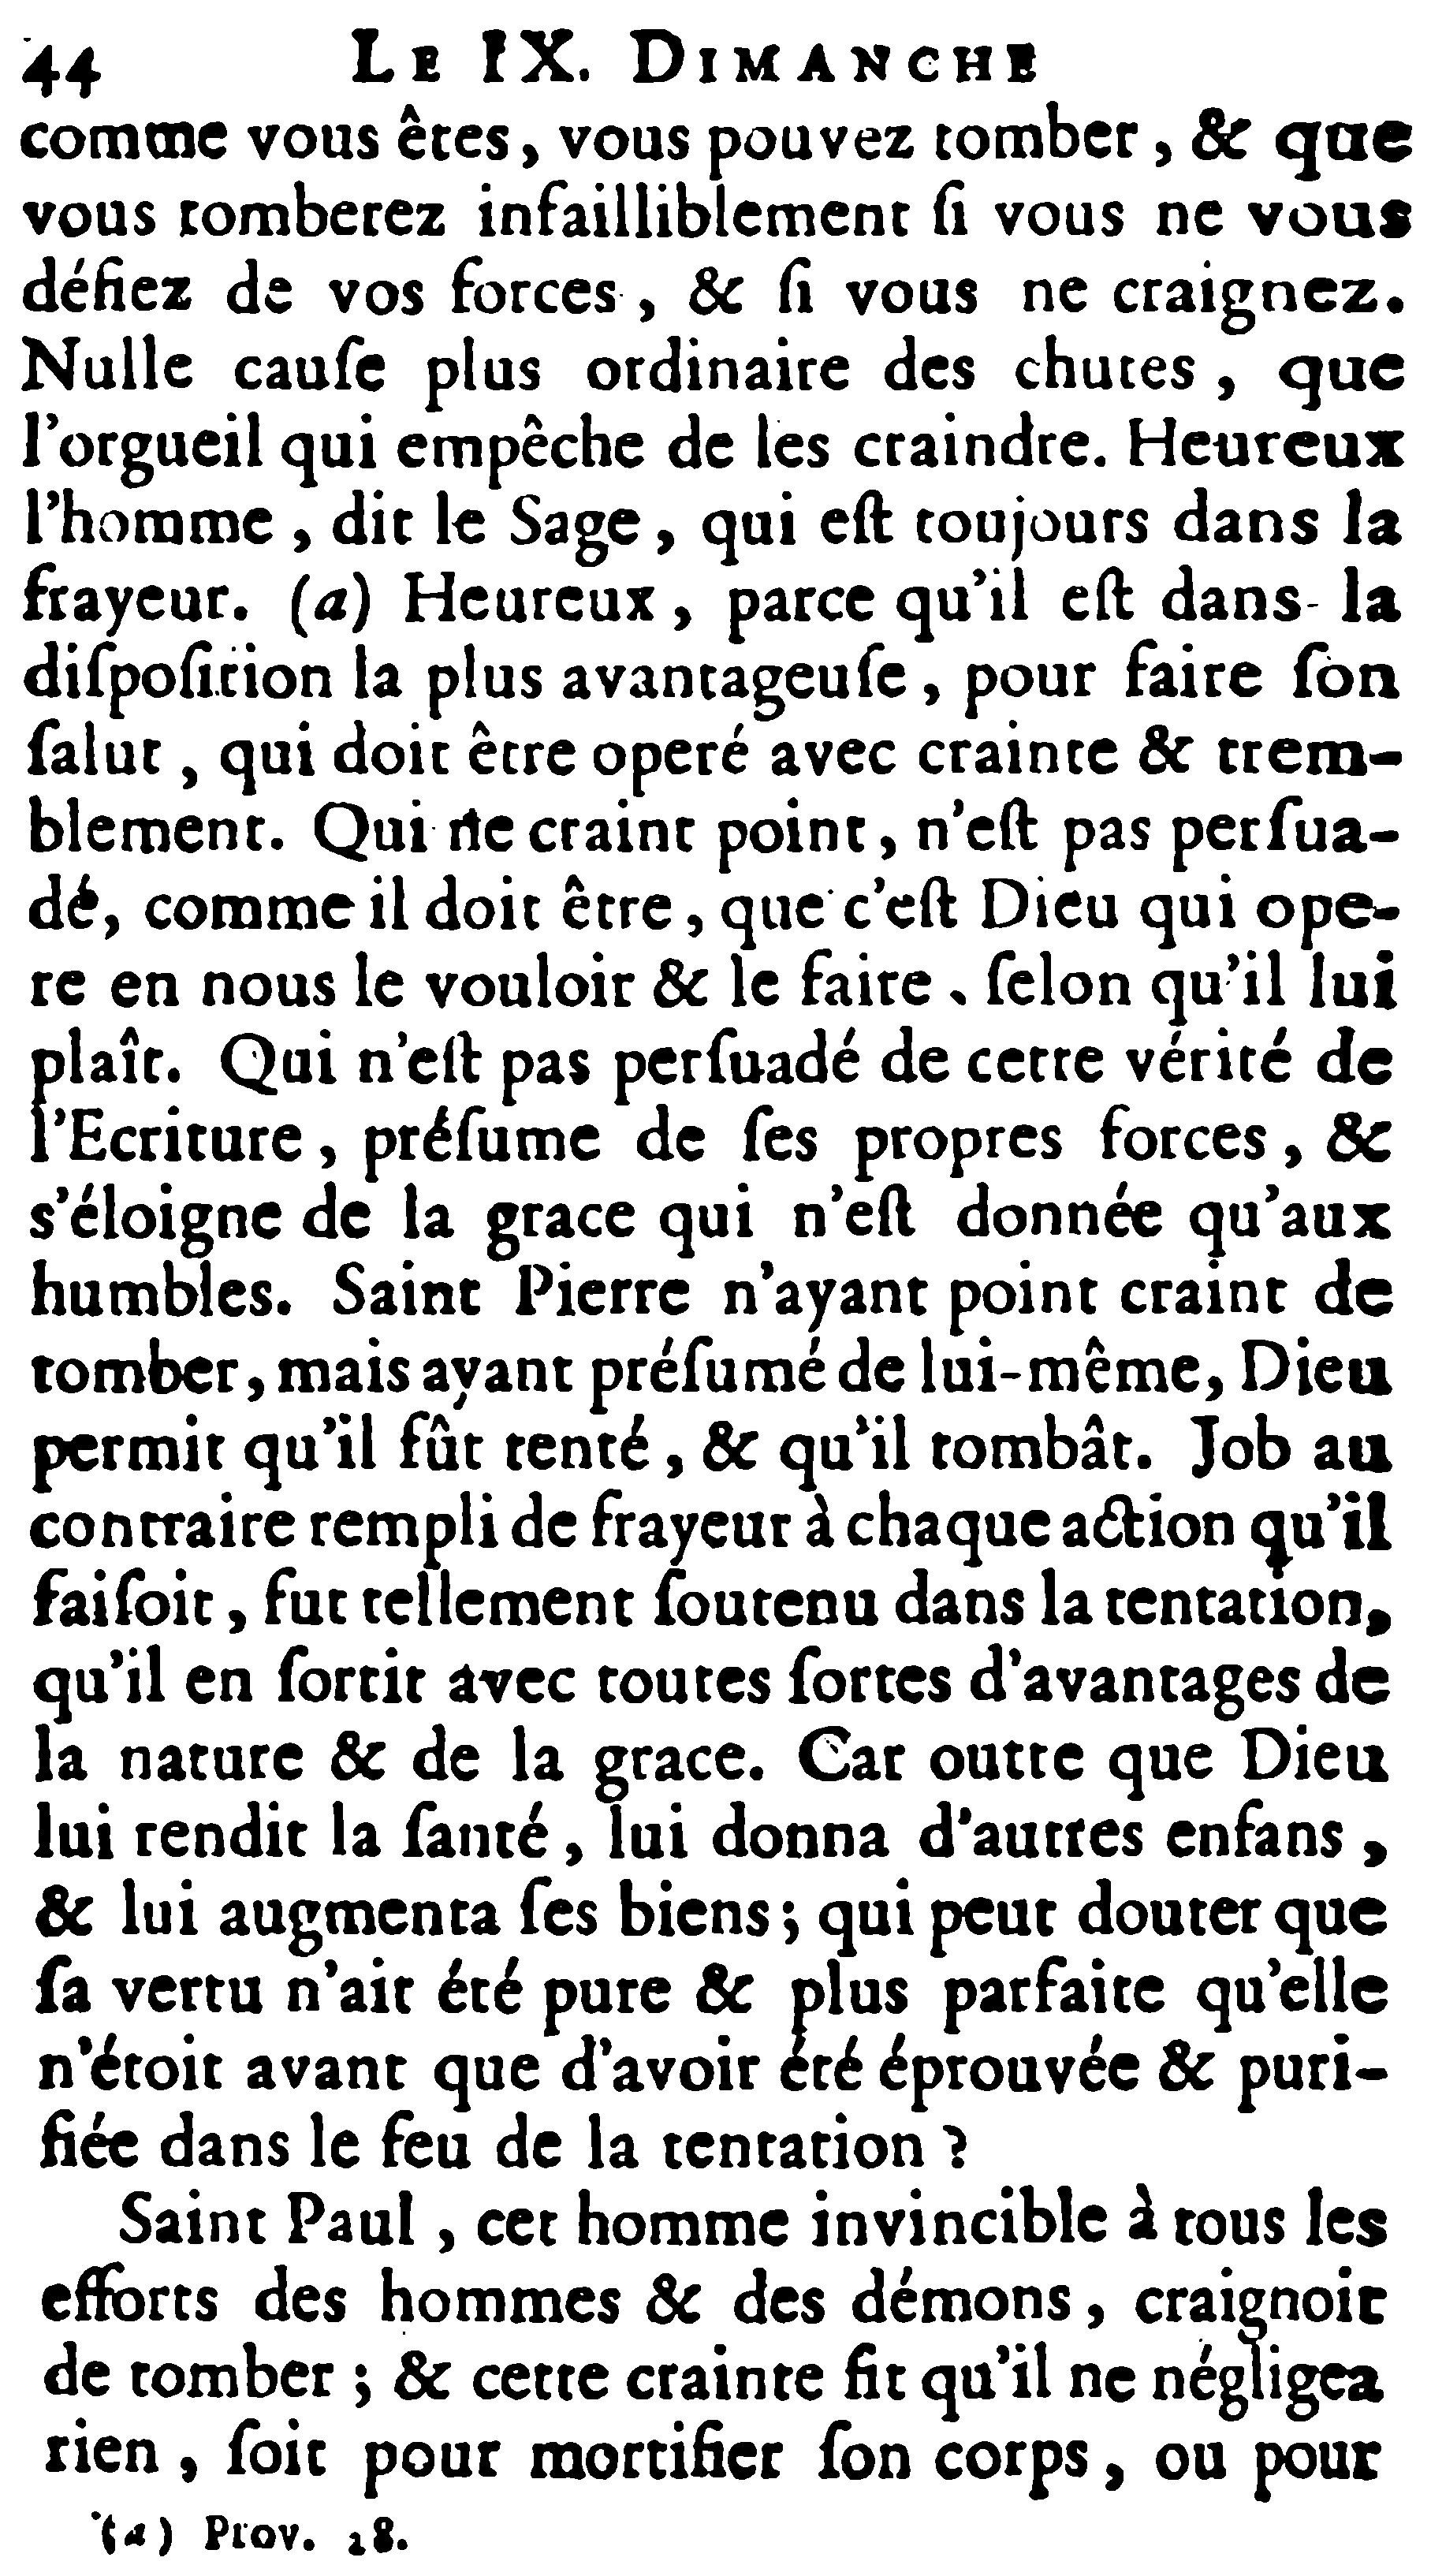 44 LE IX. DIMANCHE
comme vous êtes, vous pouvez tomber, & que
vous tomberez infailliblement ſi vous ne vous
défiez de vos forces, & ſi vous ne craignez.
Nulle cauſe plus ordinaire des chutes, que
l'orgueil qui empêche de les craindre. Heureux
l'homme, dit le Sage, qui eſt toujours dans la
frayeur. (a) Heureux, parce qu'il eſt dans la
diſpoſition la plus avantageuſe, pour faire ſon
ſalut, qui doit être operé avec crainte & trem-
blement. Qui ne craint point, n'eſt pas perſua-
dé, comme il doit être, que c'eſt Dieu qui ope-
re en nous le vouloir & le faire, ſelon qu'il lui
plaît. Qui n'eſt pas perſuadé de cette vérité de
l'Ecriture, préſume de ſes propres forces, &
s'éloigne de la grace qui n'eſt donnée qu'aux
humbles. Saint Pierre n'ayant point craint de
tomber, mais ayant préſumé de lui-même, Dieu
permit qu'il fût tenté, & qu'il tombât. Job au
contraire rempli de frayeur à chaque action qu'il
faiſoit, fut tellement ſoutenu dans la tentation,
qu'il en ſortit avec toutes ſortes d'avantages de
la nature & de la grace. Car outre que Dieu
lui rendit la ſanté, lui donna d'autres enfans,
& lui augmenta ſes biens; qui peut douter que
ſa vertu n'ait été pure & plus parfaite qu'elle
n'étoit avant que d'avoir été éprouvée & puri-
fiée dans le feu de la tentation?
Saint Paul, cet homme invincible à tous les
efforts des hommes & des démons, craignoit
de tomber; & cette crainte fit qu'il ne négligea
rien, ſoit pour mortifier ſon corps, ou pour
(a) Prov. 28.